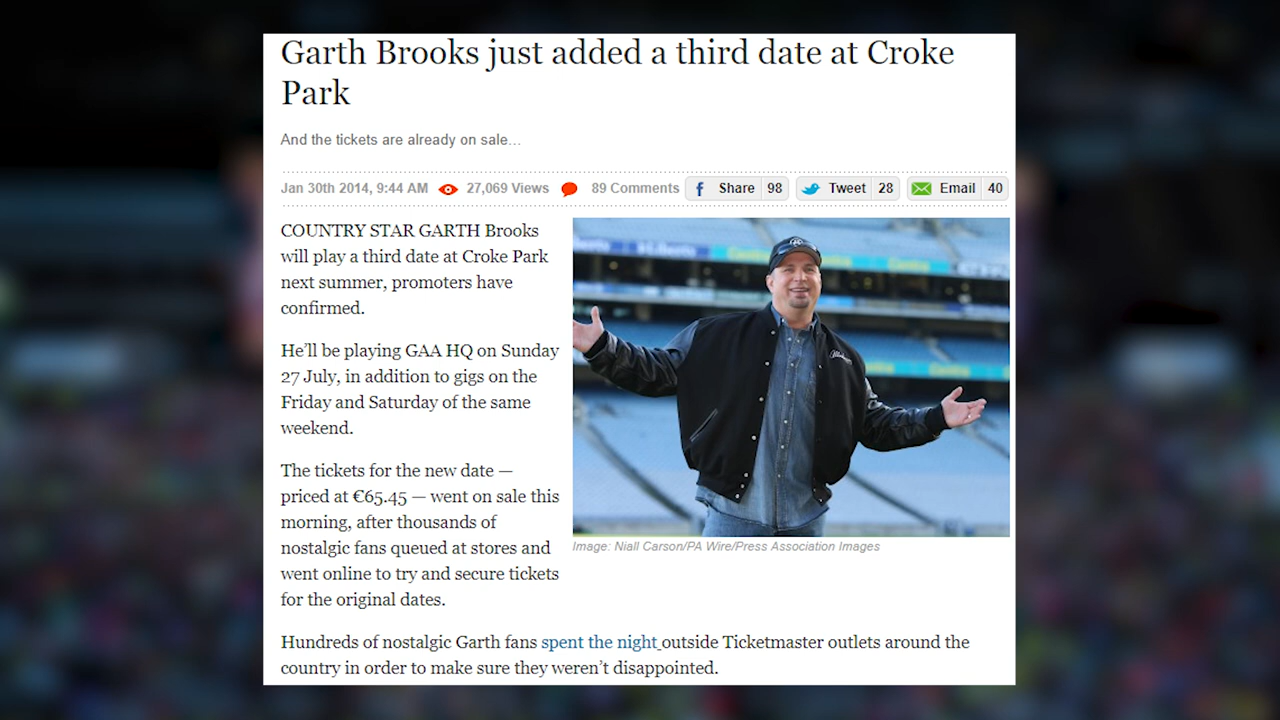 Garth Brooks just added a third date at Croke
Park
And the tickets are already on sale…
Jan 30th 2014, 9:44 AM 27,069 Views 89 Comments Share 98 Tweet 28 Email 40
COUNTRY STAR GARTH Brooks
will play a third date at Croke Park
next summer, promoters have
confirmed.
He’ll be playing GAA HQ on Sunday
27 July, in addition to gigs on the
Friday and Saturday of the same
weekend.
The tickets for the new date —
priced at €65.45 — went on sale this
morning, after thousands of
nostalgic fans queued at stores and
went online to try and secure tickets
for the original dates.
Centra
Image: Niall Carson/PA Wire/Press Association Images
Hundreds of nostalgic Garth fans spent the night outside Ticketmaster outlets around the
country in order to make sure they weren’t disappointed.